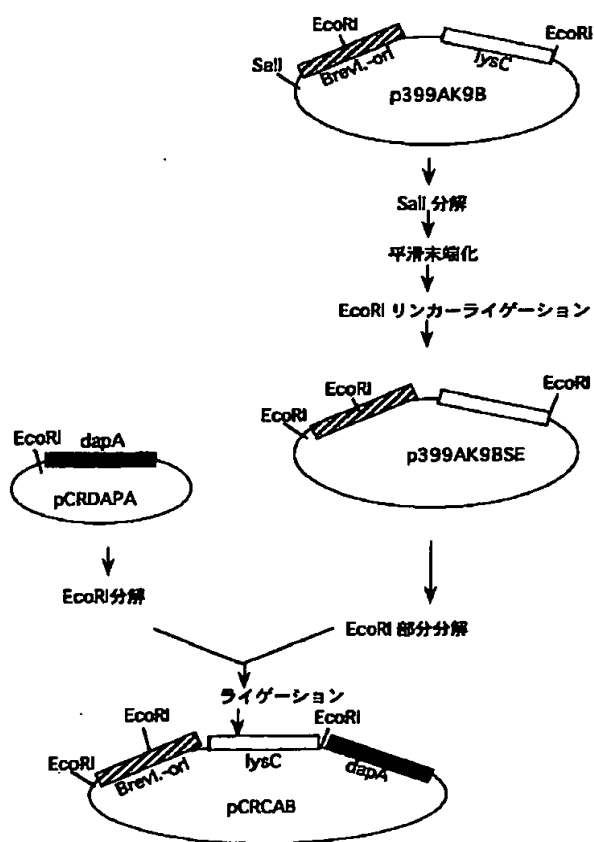 EcoRI
EcoRI
SalI
Brevi.-ori
lysC
p399AK9B
SalI 分解
平滑末端化
EcoRI リンカーライゲーション
EcoRI
EcoRI
EcoRI
p399AK9BSE
EcoRI
dapA
pCRDAPA
EcoRI分解
EcoRI 部分分解
ライゲーション
EcoRI
EcoRI
EcoRI
Brevi.-ori
lysC
dapA
pCRCAB